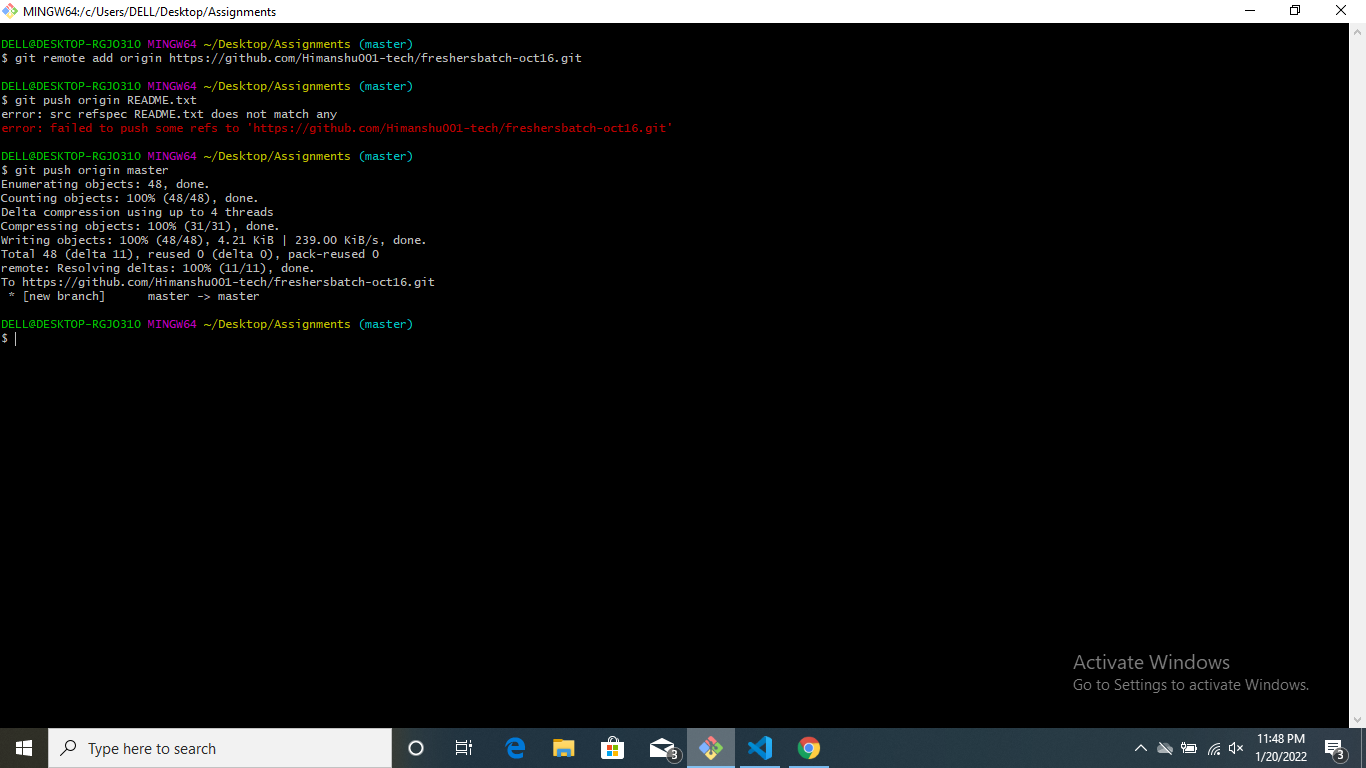 MINGW64:/c/Users/DELL/Desktop/Assignments
DELL@DESKTOP-RGJO31O MINGW64 ~/Desktop/Assignments (master)
$ git remote add origin https://github.com/Himanshu001-tech/freshersbatch-oct16.git
DELL@DESKTOP-RGJO31O MINGW64 ~/Desktop/Assignments (master)
$ git push origin README.txt
error: src refspec README.txt does not match any
error: failed to push some refs to 'https://github.com/Himanshu001-tech/freshersbatch-oct16.git'
DELL@DESKTOP-RGJO31O MINGW64 ~/Desktop/Assignments (master)
$ git push origin master
Enumerating objects: 48, done.
Counting objects: 100% (48/48), done.
Delta compression using up to 4 threads
Compressing objects: 100% (31/31), done.
Writing objects: 100% (48/48), 4.21 KiB | 239.00 KiB/s, done.
Total 48 (delta 11), reused 0 (delta 0), pack-reused 0
remote: Resolving deltas: 100% (11/11), done.
To https://github.com/Himanshu001-tech/freshersbatch-oct16.git
 * [new branch]      master -> master
DELL@DESKTOP-RGJO31O MINGW64 ~/Desktop/Assignments (master)
$
Activate Windows
Go to Settings to activate Windows.
Type here to search
3
11:48 PM
1/20/2022
3